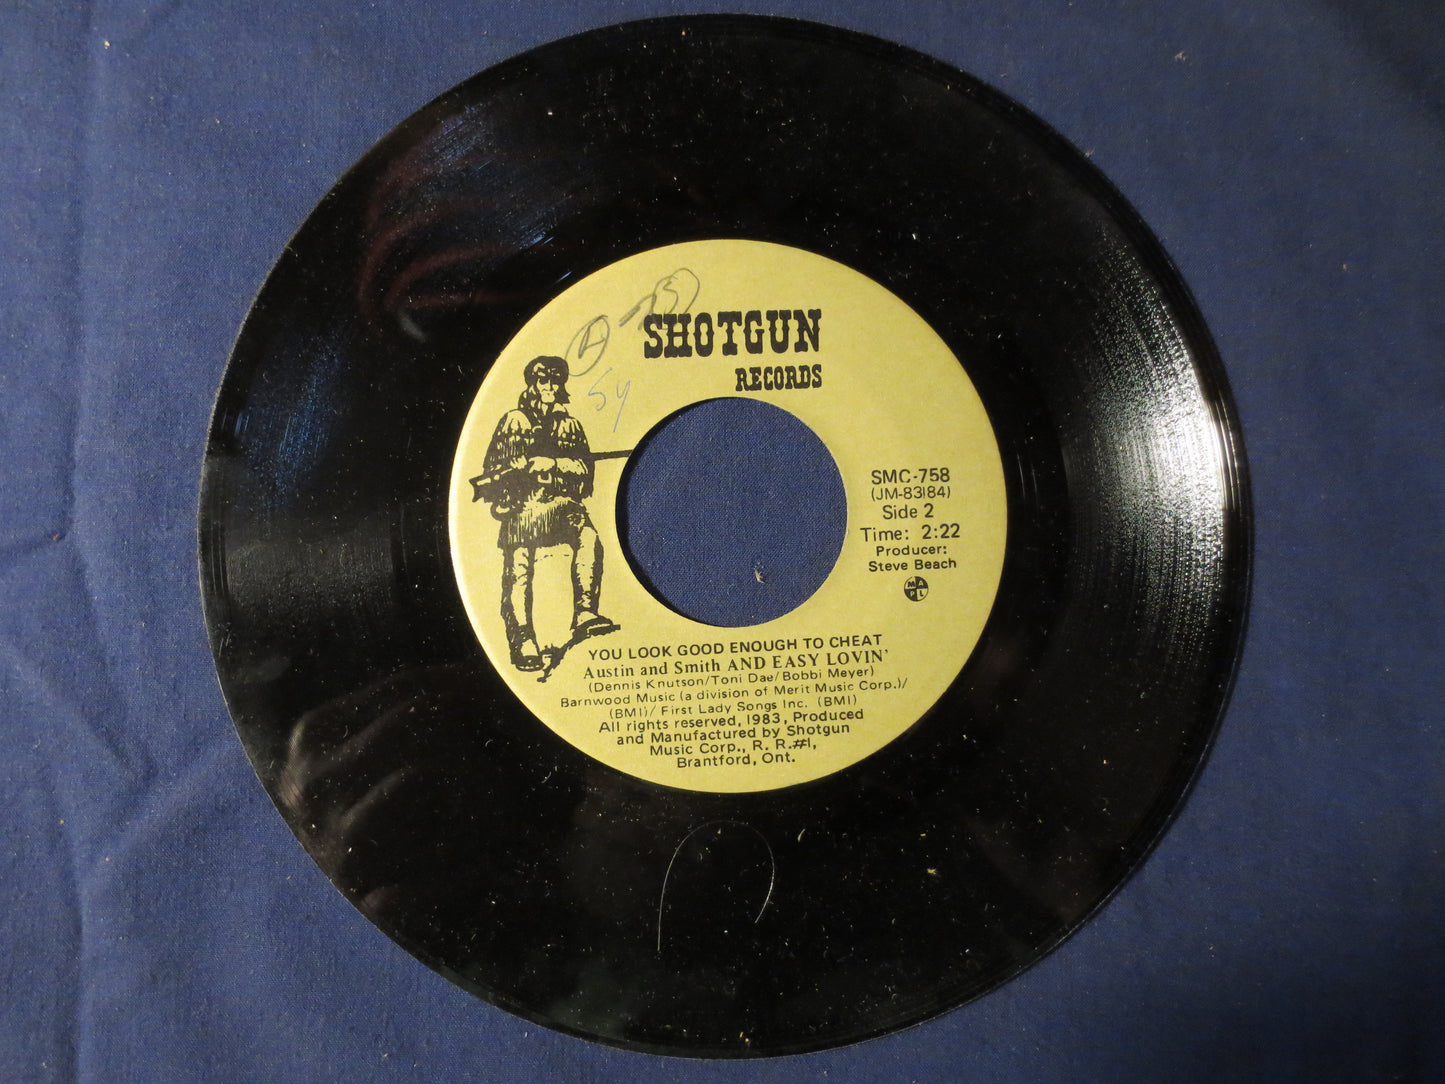 SHOTGUN
RECORDS
SMC-758
(JM-83184)
Side 2
Time: 2:22
Producer:
Steve Beach
M A
P L
YOU LOOK GOOD ENOUGH TO CHEAT
Austin and Smith AND EASY LOVIN'
(Dennis Knutson/Toni Dae/Bobbi Meyer)
Barnwood Music (a division of Merit Music Corp.)/
(BMI)/ First Lady Songs Inc. (BMI)
All rights reserved, 1983, Produced
and Manufactured by Shotgun
Music Corp., R. R.#1,
Brantford, Ont.